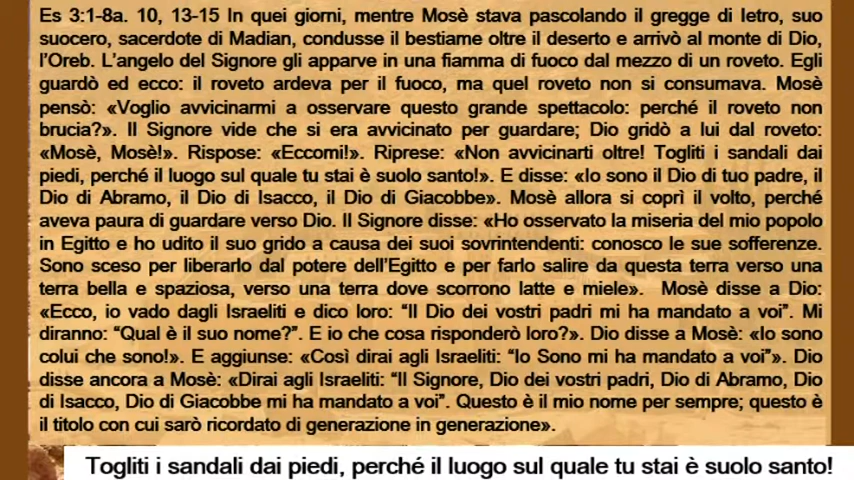 Es 3:1-8a. 10, 13-15 In quei giorni, mentre Mosè stava pascolando il gregge di Ietro, suo
suocero, sacerdote di Madian, condusse il bestiame oltre il deserto e arrivò al monte di Dio,
l'Oreb. L'angelo del Signore gli apparve in una fiamma di fuoco dal mezzo di un roveto. Egli
guardò ed ecco: il roveto ardeva per il fuoco, ma quel roveto non si consumava. Mosè
pensò: «Voglio avvicinarmi a osservare questo grande spettacolo: perché il roveto non
brucia?». Il Signore vide che si era avvicinato per guardare; Dio gridò a lui dal roveto:
«Mosè, Mosè!». Rispose: «Eccomi!». Riprese: «Non avvicinarti oltre! Togliti i sandali dai
piedi, perché il luogo sul quale tu stai è suolo santo!». E disse: «Io sono il Dio di tuo padre, il
Dio di Abramo, il Dio di Isacco, il Dio di Giacobbe». Mosè allora si coprì il volto, perché
aveva paura di guardare verso Dio. Il Signore disse: «Ho osservato la miseria del mio popolo
in Egitto e ho udito il suo grido a causa dei suoi sovrintendenti: conosco le sue sofferenze.
Sono sceso per liberarlo dal potere dell'Egitto e per farlo salire da questa terra verso una
terra bella e spaziosa, verso una terra dove scorrono latte e miele». Mosè disse a Dio:
«Ecco, io vado dagli Israeliti e dico loro: “Il Dio dei vostri padri mi ha mandato a voi”. Mi
diranno: “Qual è il suo nome?”. E io che cosa risponderò loro?». Dio disse a Mosè: «Io sono
colui che sono!». E aggiunse: «Così dirai agli Israeliti: “Io Sono mi ha mandato a voi”». Dio
disse ancora a Mosè: «Dirai agli Israeliti: “Il Signore, Dio dei vostri padri, Dio di Abramo, Dio
di Isacco, Dio di Giacobbe mi ha mandato a voi”. Questo è il mio nome per sempre; questo è
il titolo con cui sarò ricordato di generazione in generazione».
Togliti i sandali dai piedi, perché il luogo sul quale tu stai è suolo santo!